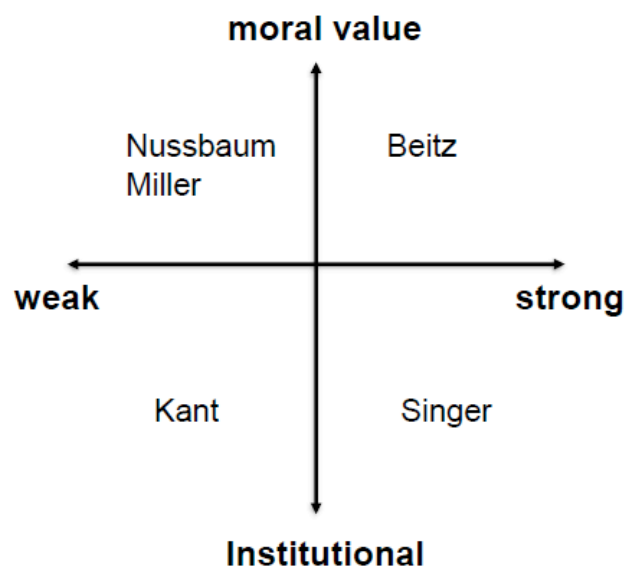 moral value
Nussbaum
Miller
Beitz
weak
strong
Kant
Singer
Institutional